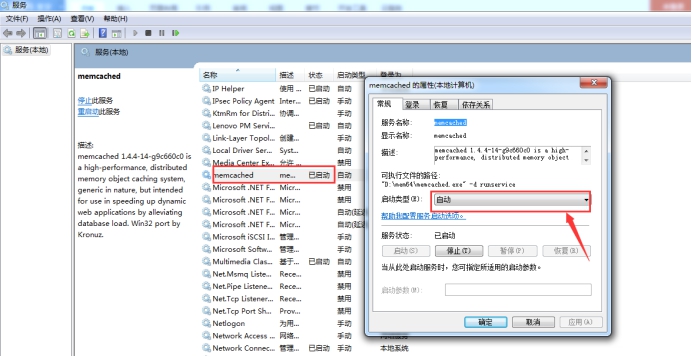 服务
文件(F) 操作(A) 查看(V) 帮助(H)
服务(本地)
服务(本地)
memcached
停止此服务
重启动此服务
描述:
memcached 1.4.4-14-g9c660c0 is
a high-performance, distributed
memory object caching system,
generic in nature, but intended
for use in speeding up dynamic
web applications by alleviating
database load. Win32 port by
Kronuz.
名称 描述 状态 启动类型
IP Helper 使用 ... 已启动 自动
IPsec Policy Agent Inter... 已启动 手动
KtmRm for Distri... 协调... 手动
Lenovo PM Servi... 已启动 自动
Link-Layer Topol... 创建... 手动
Local Driver Ser... 自动
Media Center Ex... 允许 ... 禁用
memcached me... 已启动 自动
Microsoft .NET F... Micr... 禁用
Microsoft .NET F... Micr... 禁用
Microsoft .NET F... Micr...
Microsoft .NET F... Micr...
Microsoft iSCSI I... 管理... 手动
Microsoft Softw... 管理... 手动
Multimedia Clas... 基于... 已启动 自动
Net.Msmq Liste... Rece... 禁用
Net.Pipe Listene... Rece... 禁用
Net.Tcp Listener... Rece... 禁用
Net.Tcp Port Sh... Prov... 禁用
Netlogon 为用... 手动
Network Access ... 网络... 手动
Network Connec... 管理... 已启动 手动 本地系统
memcached 的属性(本地计算机)
常规 登录 恢复 依存关系
服务名称: memcached
显示名称: memcached
描述: memcached 1.4.4-14-g9c660c0 is a high-
performance, distributed memory object
可执行文件的路径:
"D:\mem64\memcached.exe" -d runservice
启动类型(E): 自动
帮助我配置服务启动选项。
服务状态: 已启动
启动(S) 停止(T) 暂停(P) 恢复(R)
当从此处启动服务时，您可指定所适用的启动参数。
启动参数(M):
确定 取消 应用(A)